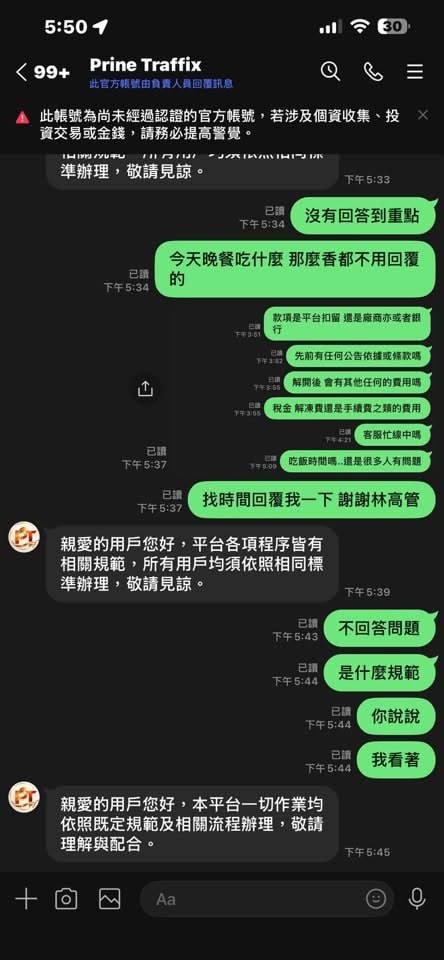 5:50
30
99+
Prine Traffix
此官方帳號由負責人員回覆訊息
此帳號為尚未經過認證的官方帳號，若涉及個資收集、投
資交易或金錢，請務必提高警覺。
準辦理，敬請見諒。
下午5:33
已讀
下午5:34
沒有回答到重點
已讀
下午5:34
今天晚餐吃什麼 那麼香都不用回覆
的
已讀
下午3:51
款項是平台扣留 還是廠商亦或者銀
行
已讀
下午3:52
先前有任何公告依據或條款嗎
已讀
下午3:55
解開後 會有其他任何的費用嗎
已讀
下午3:55
稅金 解凍費還是手續費之類的費用
已讀
下午4:21
客服忙線中嗎
已讀
下午5:09
吃飯時間嗎..還是很多人有問題
已讀
下午5:37
已讀
下午5:37
找時間回覆我一下 謝謝林高管
PT
親愛的用戶您好，平台各項程序皆有
相關規範，所有用戶均須依照相同標
準辦理，敬請見諒。
下午5:39
已讀
下午5:43
不回答問題
已讀
下午5:44
是什麼規範
已讀
下午5:44
你說說
已讀
下午5:44
我看著
PT
親愛的用戶您好，本平台一切作業均
依照既定規範及相關流程辦理，敬請
理解與配合。
下午5:45
Aa